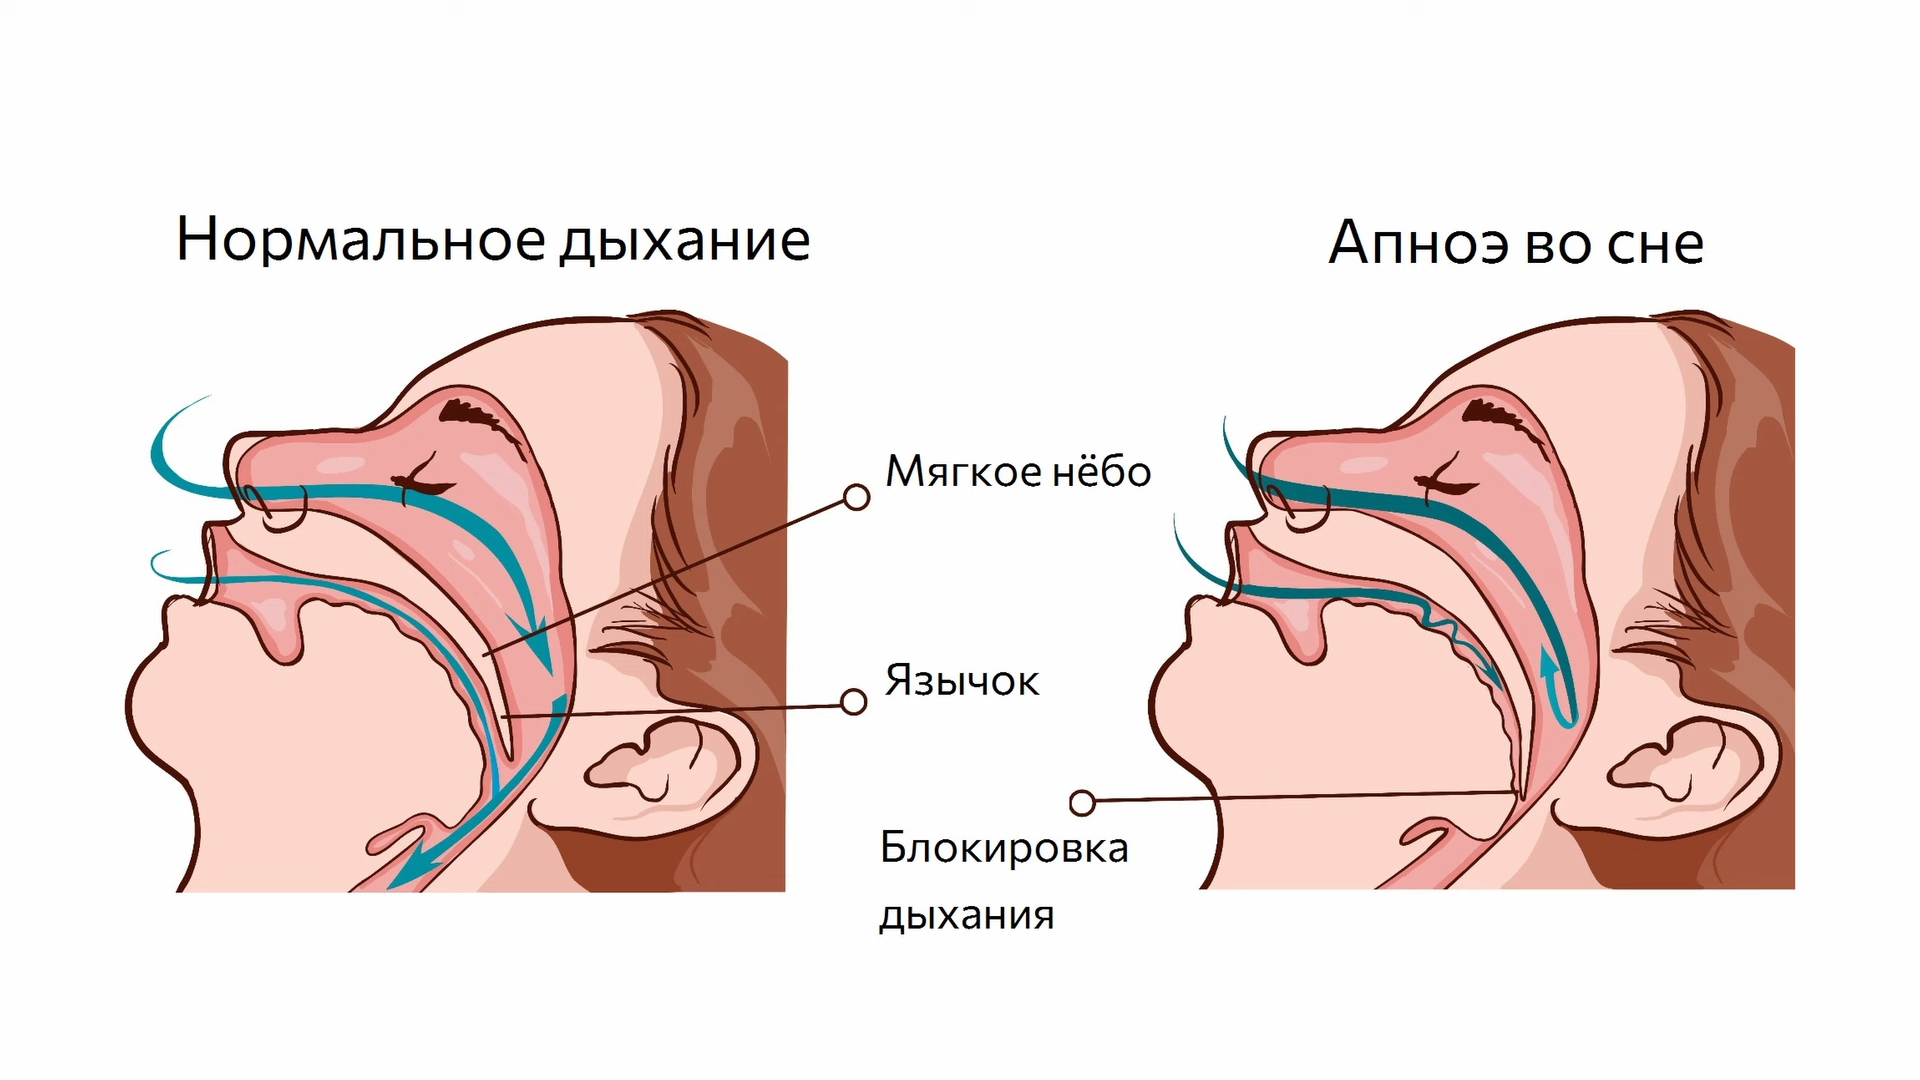 Нормальное дыхание
Апноэ во сне
Мягкое нёбо
Язычок
Блокировка
дыхания